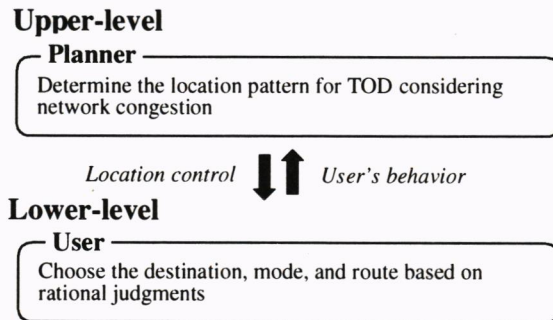 Upper-level
Planner
Determine the location pattern for TOD considering
network congestion
Location control
User's behavior
Lower-level
User
Choose the destination, mode, and route based on
rational judgments